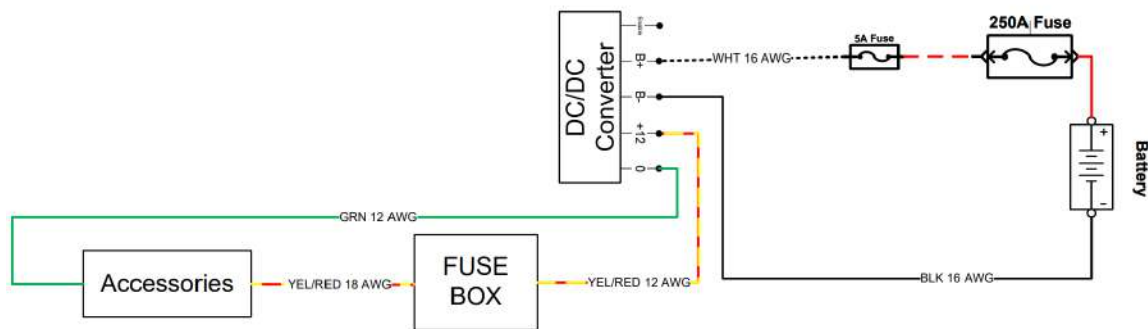 250A Fuse
5A Fuse
Enable
DC/DC
Converter
B+
WHT 16 AWG
B-
+12
0
+
Battery
-
GRN 12 AWG
BLK 16 AWG
Accessories
YEL/RED 18 AWG
FUSE
BOX
YEL/RED 12 AWG